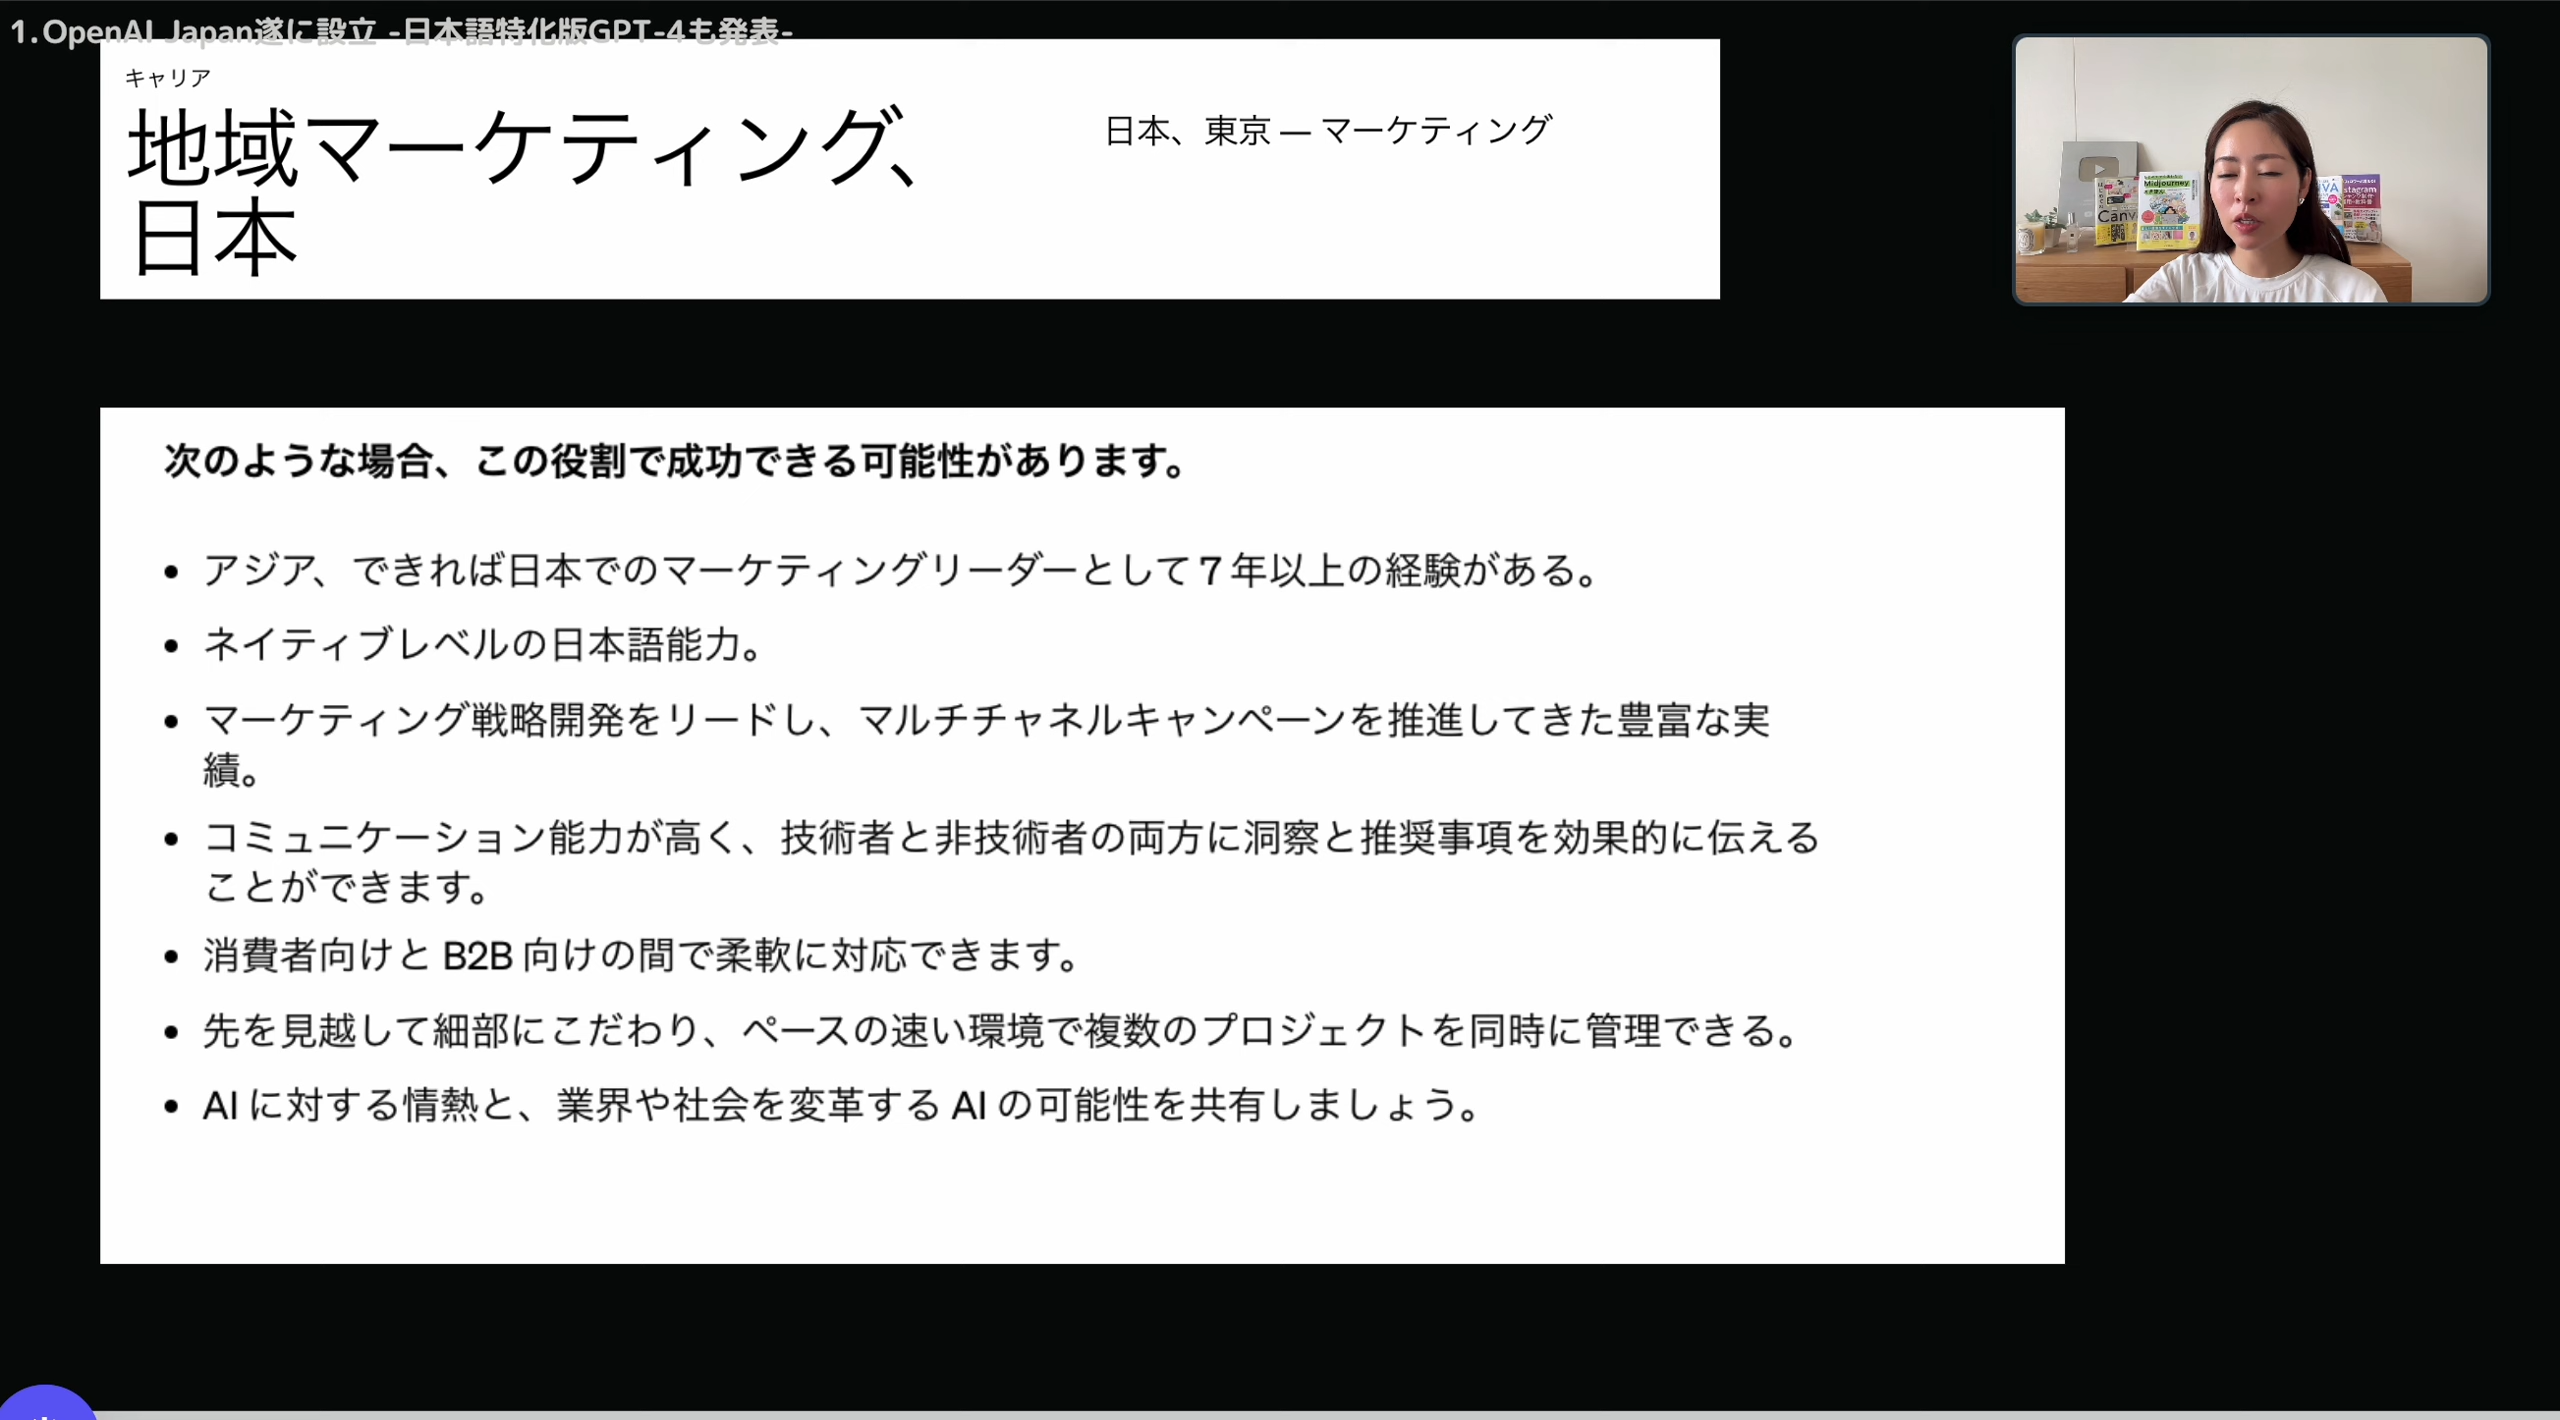 1.OpenAI Japan遂に設立 -日本語特化版GPT-4も発表-
キャリア
地域マーケティング、
日本
日本、東京 — マーケティング
Canv
Midjourney
VA
stagram
次のような場合、この役割で成功できる可能性があります。
• アジア、できれば日本でのマーケティングリーダーとして7年以上の経験がある。
• ネイティブレベルの日本語能力。
• マーケティング戦略開発をリードし、マルチチャネルキャンペーンを推進してきた豊富な実
績。
• コミュニケーション能力が高く、技術者と非技術者の両方に洞察と推奨事項を効果的に伝える
ことができます。
• 消費者向けと B2B 向けの間で柔軟に対応できます。
• 先を見越して細部にこだわり、ペースの速い環境で複数のプロジェクトを同時に管理できる。
• AI に対する情熱と、業界や社会を変革する AI の可能性を共有しましょう。